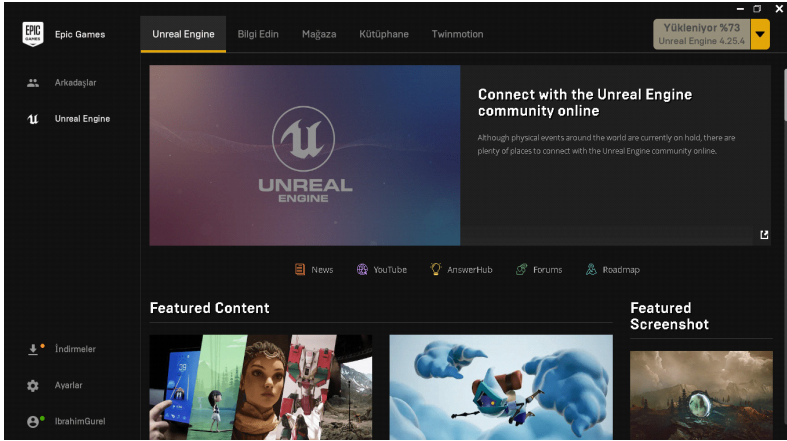 EPIC
GAMES
Epic Games
Unreal Engine
Bilgi Edin
Mağaza
Kütüphane
Twinmotion
Yükleniyor %73
Unreal Engine 4.25.4
Arkadaşlar
Unreal Engine
UNREAL
ENGINE
Connect with the Unreal Engine
community online
Although physical events around the world are currently on hold, there are
plenty of places to connect with the Unreal Engine community online.
News
YouTube
AnswerHub
Forums
Roadmap
Featured Content
Featured
Screenshot
İndirmeler
Ayarlar
IbrahimGurel